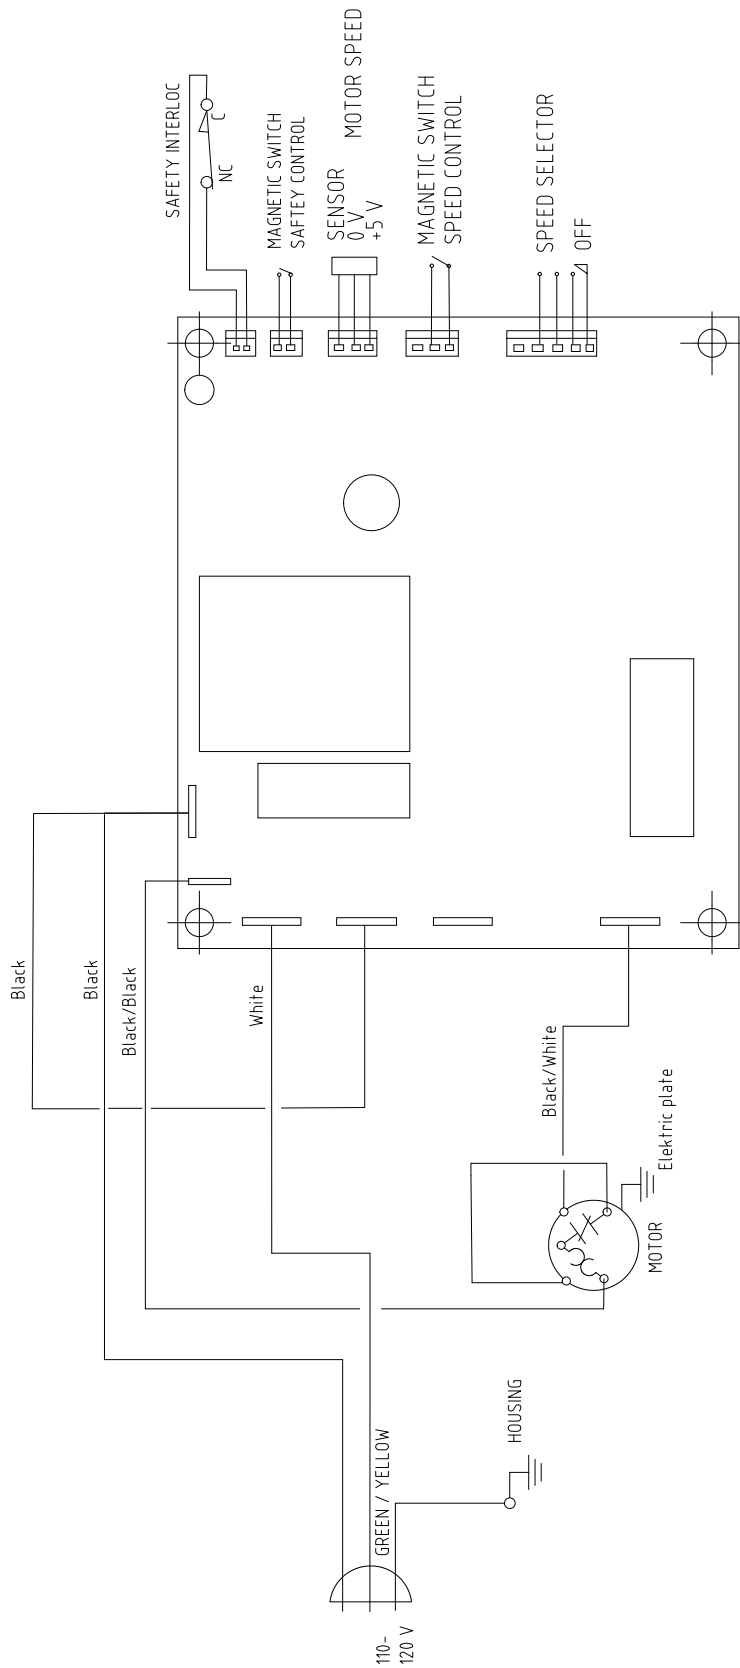 SAFETY INTERLOC
C
NC
MAGNETIC SWITCH
SAFTEY CONTROL
SENSOR
0 V
+5 V
MOTOR SPEED
MAGNETIC SWITCH
SPEED CONTROL
SPEED SELECTOR
OFF
Black
Black
Black/Black
White
Black/White
Elektric plate
MOTOR
HOUSING
GREEN / YELLOW
110-
120 V